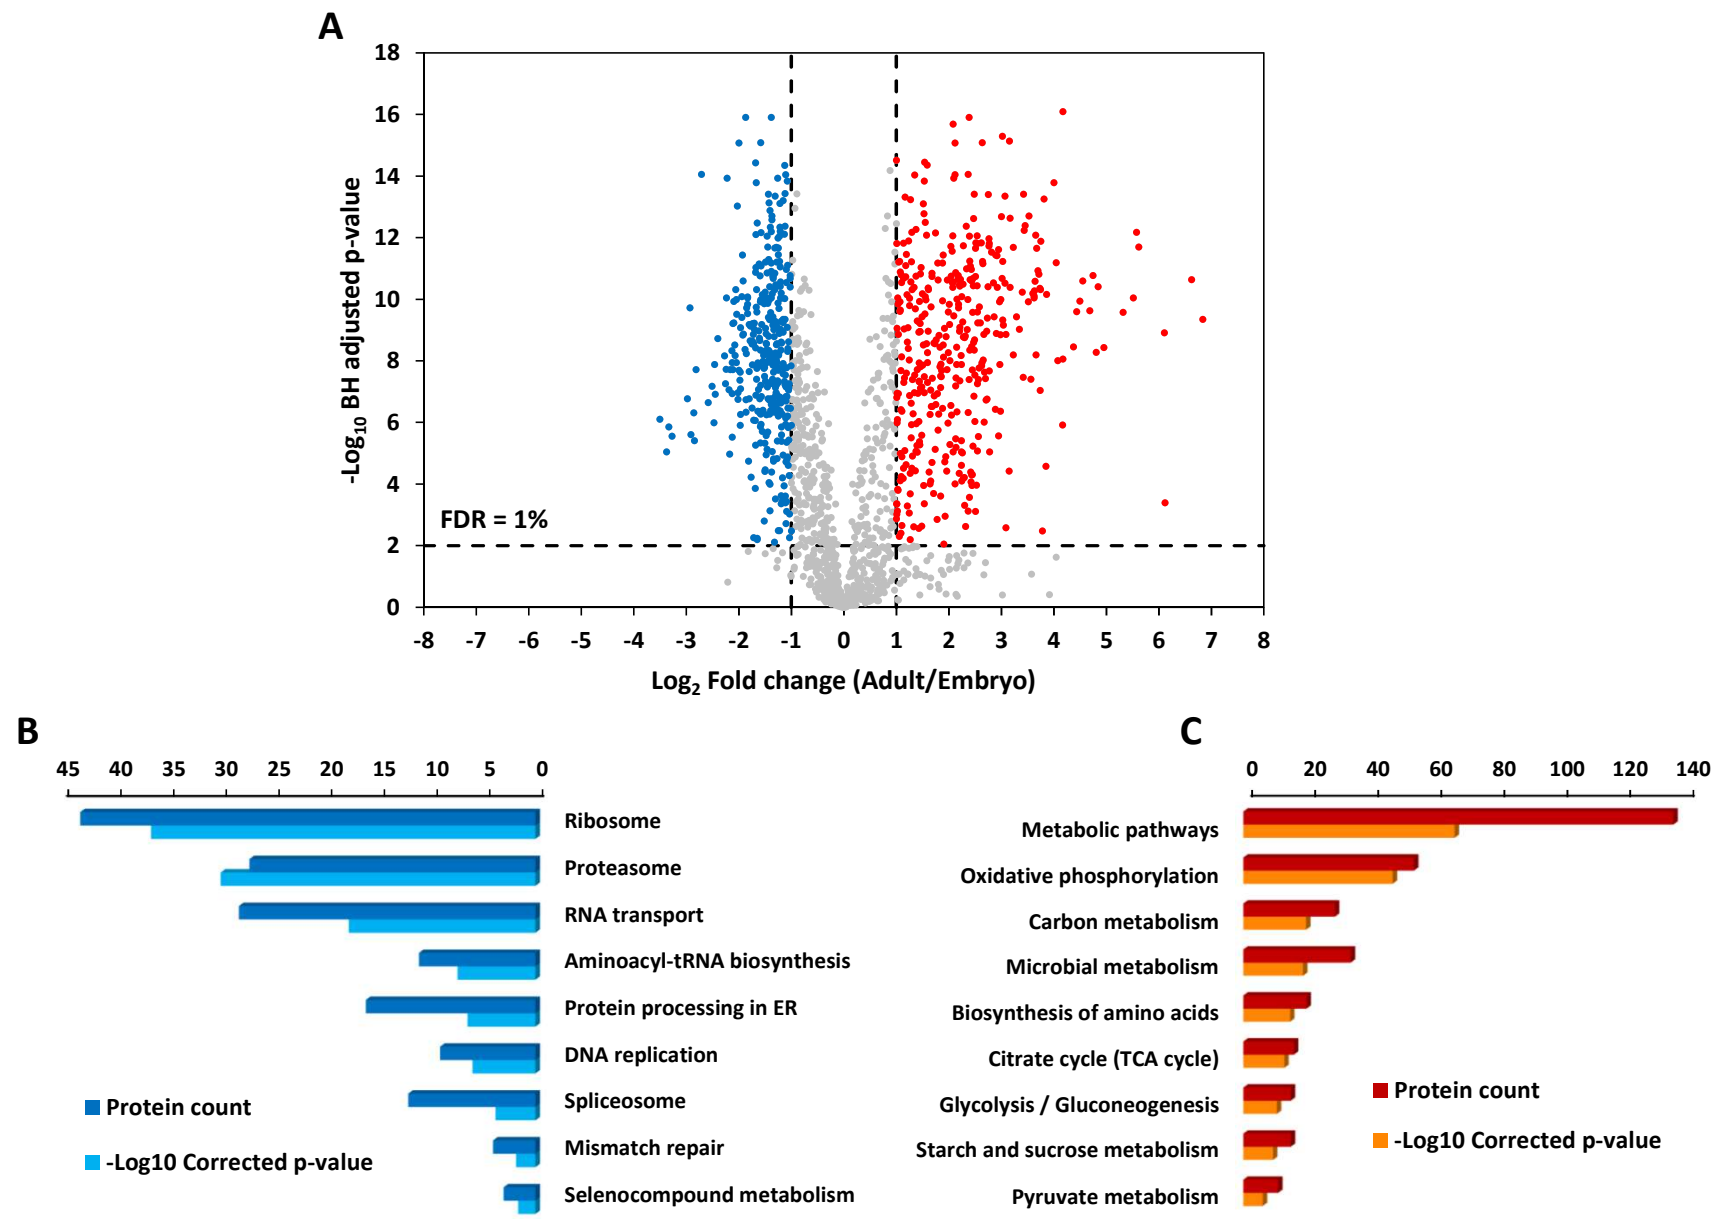 A
18
16
14
12
10
8
6
4
2
0
-Log10 BH adjusted p-value
FDR = 1%
-8 -7 -6 -5 -4 -3 -2 -1 0 1 2 3 4 5 6 7 8
Log2 Fold change (Adult/Embryo)
B
45 40 35 30 25 20 15 10 5 0
Ribosome
Proteasome
RNA transport
Aminoacyl-tRNA biosynthesis
Protein processing in ER
DNA replication
Spliceosome
Mismatch repair
Selenocompound metabolism
Protein count
-Log10 Corrected p-value
C
0 20 40 60 80 100 120 140
Metabolic pathways
Oxidative phosphorylation
Carbon metabolism
Microbial metabolism
Biosynthesis of amino acids
Citrate cycle (TCA cycle)
Glycolysis / Gluconeogenesis
Starch and sucrose metabolism
Pyruvate metabolism
Protein count
-Log10 Corrected p-value